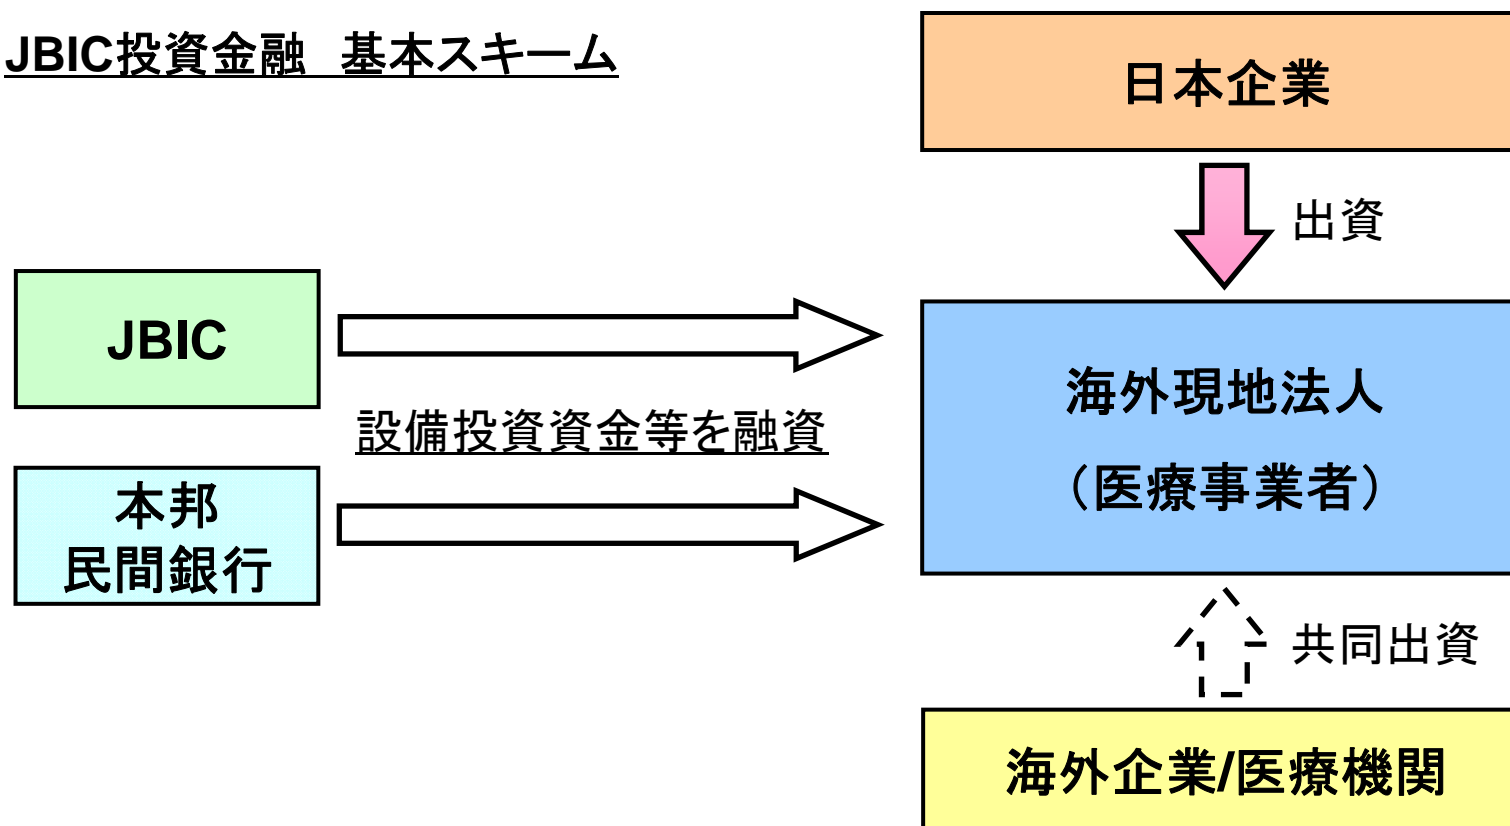 JBIC投資金融　基本スキーム
日本企業
出資
JBIC
設備投資資金等を融資
本邦
民間銀行
海外現地法人
（医療事業者）
共同出資
海外企業/医療機関